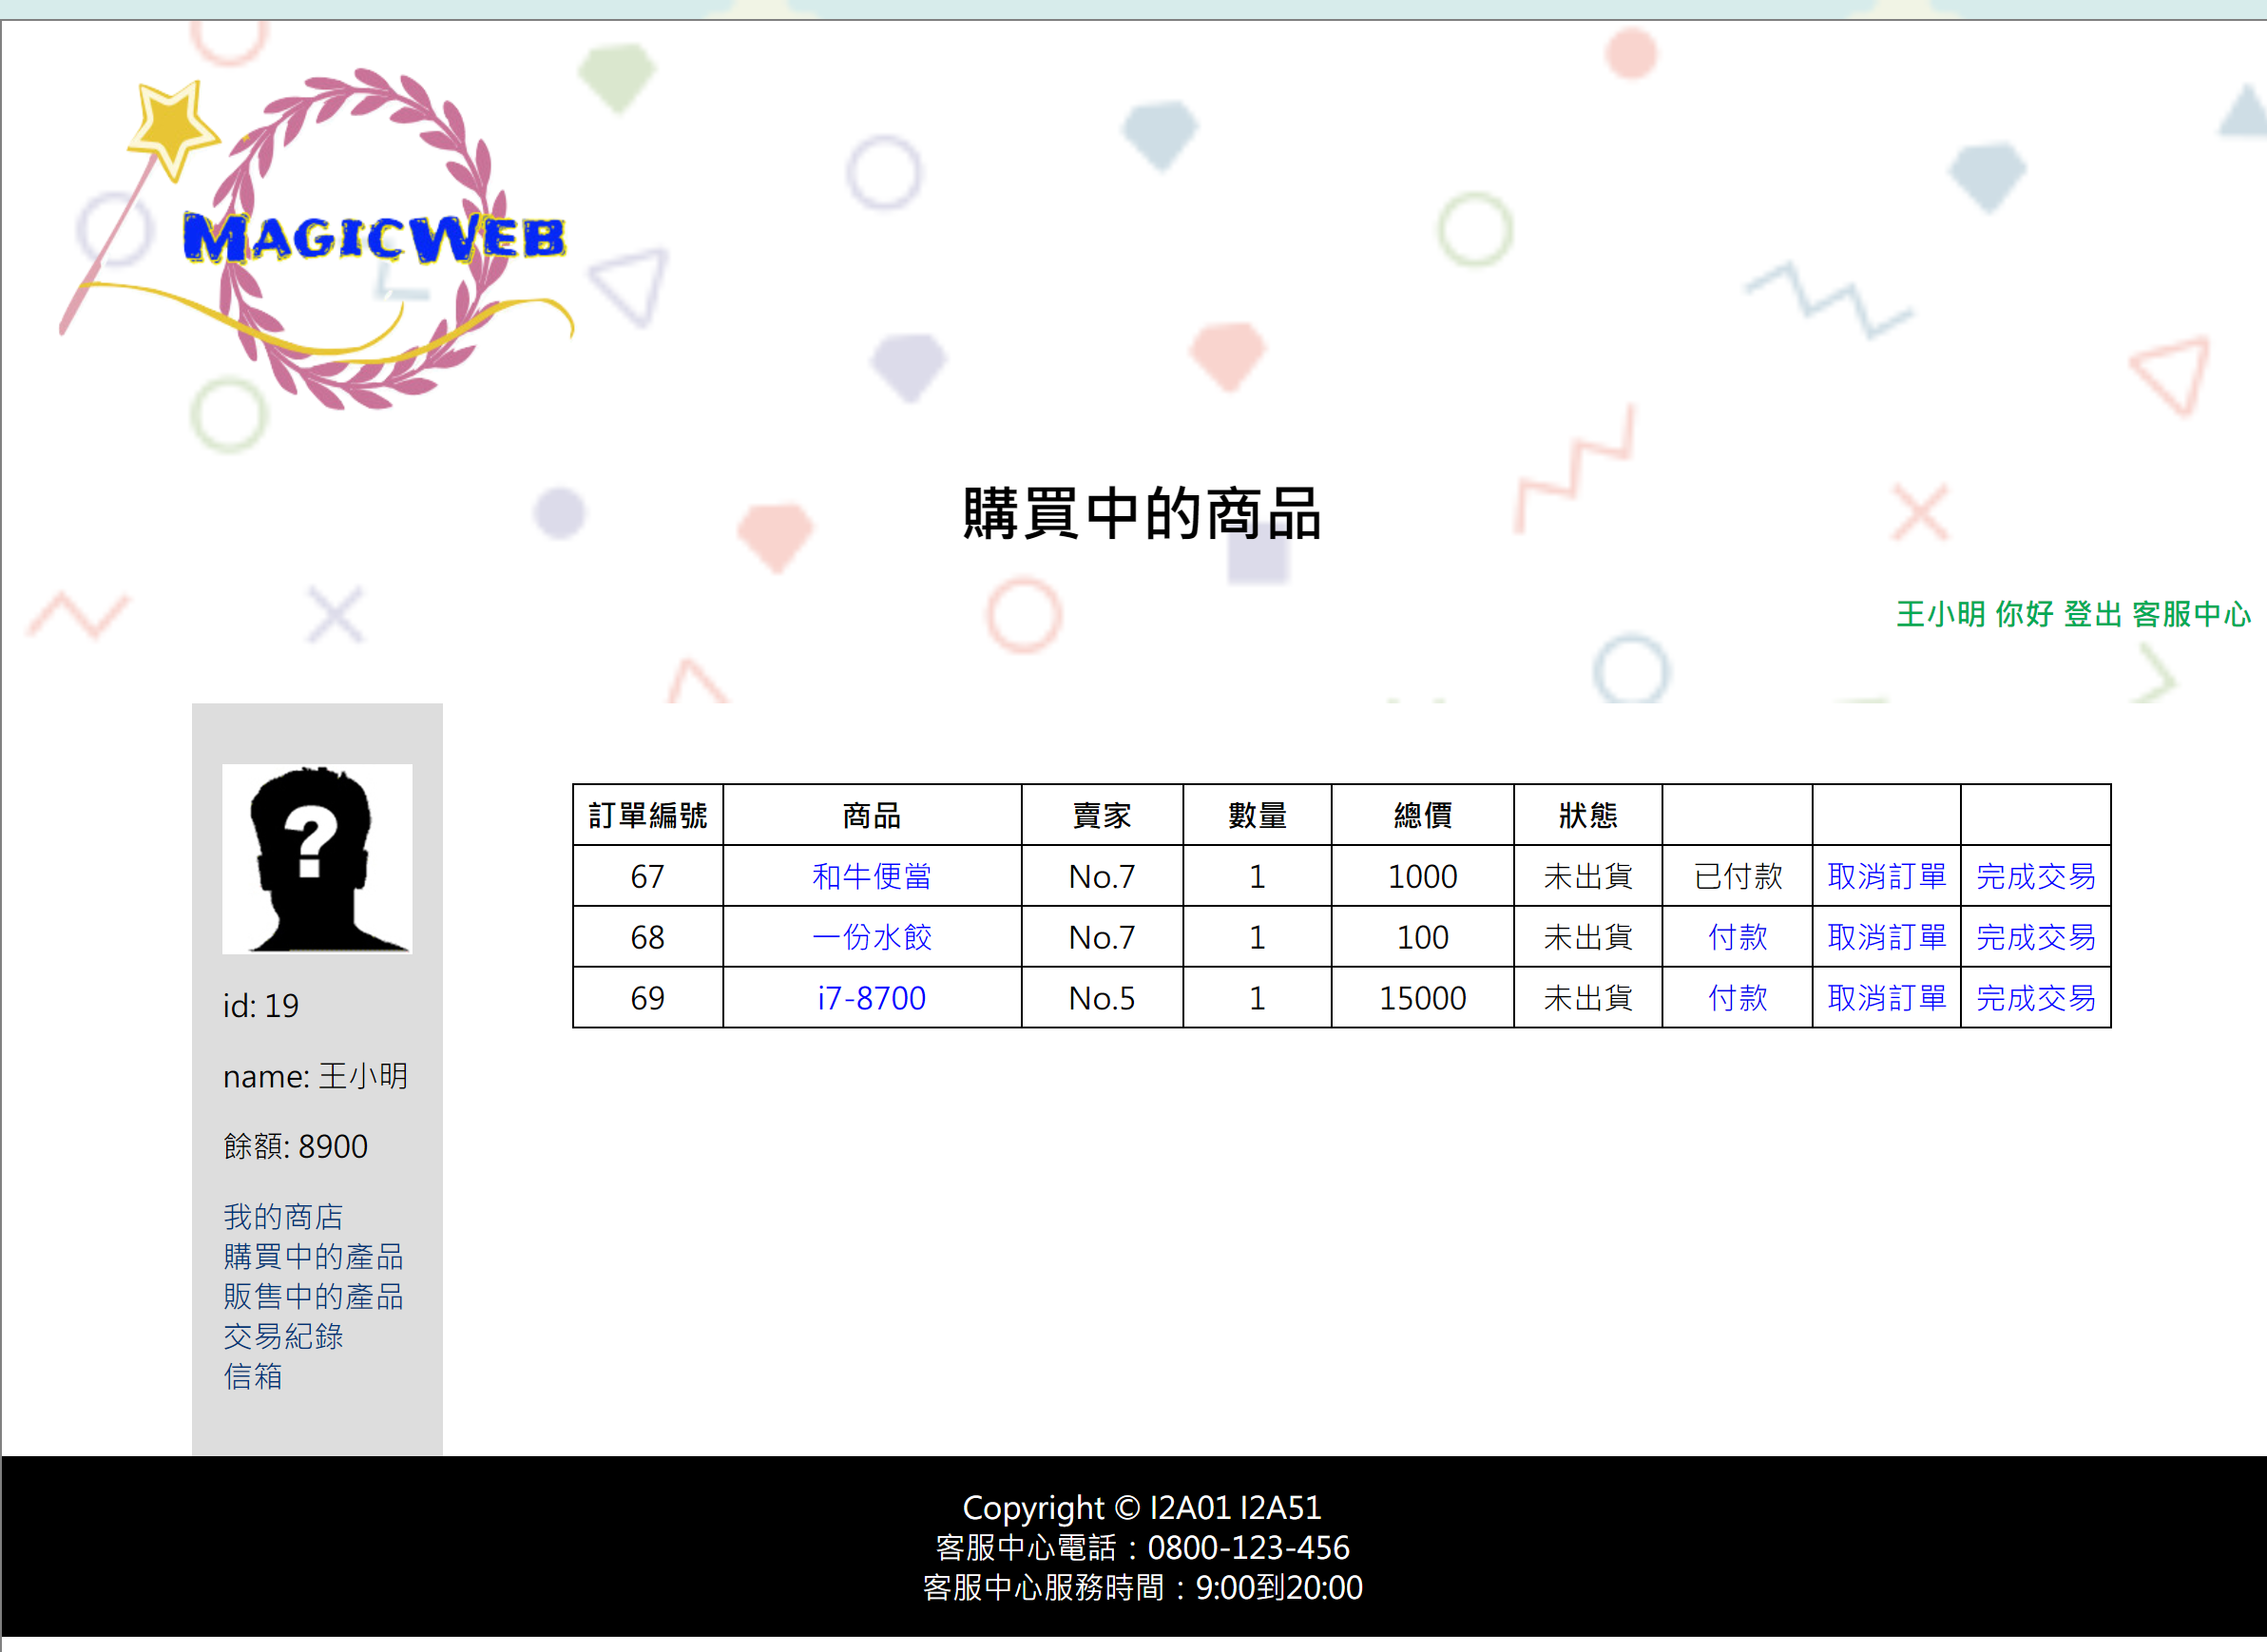 MAGICWEB
購買中的商品
王小明 你好 登出 客服中心
?
id: 19
name: 王小明
餘額: 8900
我的商店
購買中的產品
販售中的產品
交易紀錄
信箱
訂單編號 商品 賣家 數量 總價 狀態
67 和牛便當 No.7 1 1000 未出貨 已付款 取消訂單 完成交易
68 一份水餃 No.7 1 100 未出貨 付款 取消訂單 完成交易
69 i7-8700 No.5 1 15000 未出貨 付款 取消訂單 完成交易
Copyright © I2A01 I2A51
客服中心電話：0800-123-456
客服中心服務時間：9:00到20:00